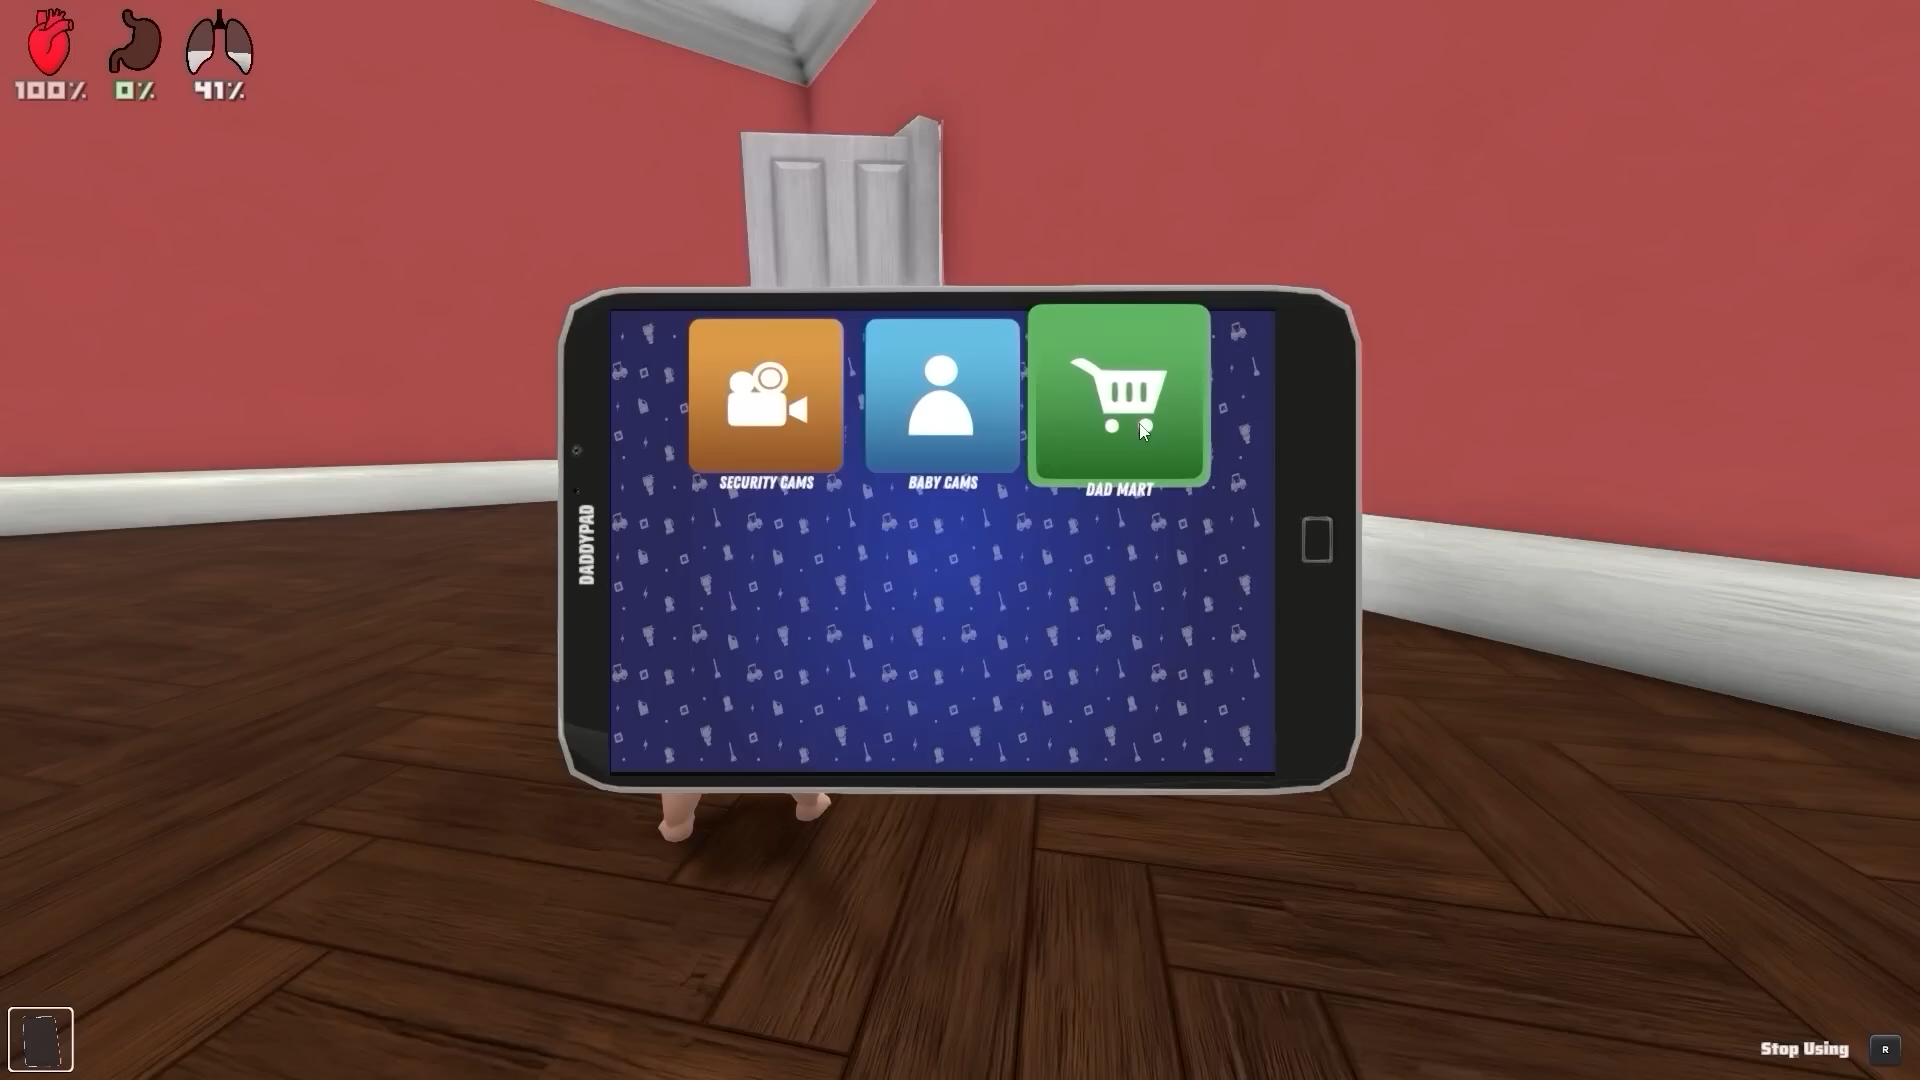 100% 0% 41%
DADDYPAD
SECURITY CAMS
BABY CAMS
DAD MART
Stop Using R